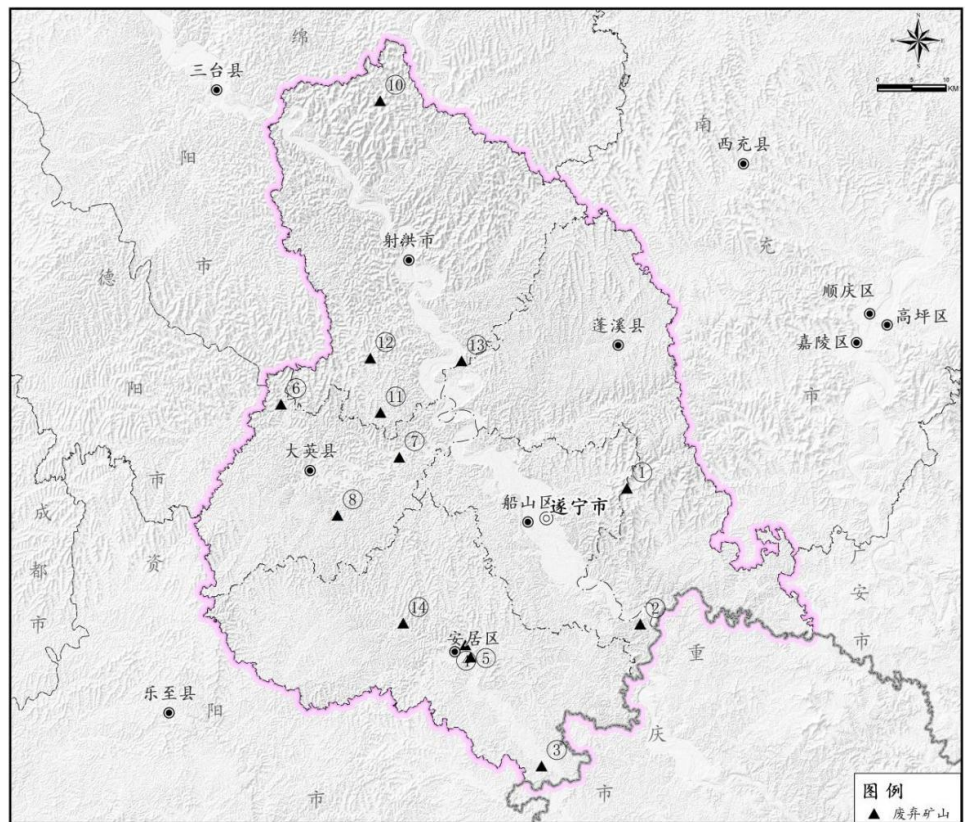 绵
三台县
⑩
0 5 10
KM
阳
市
南
西充县
充
市
射洪市
德
阳
市
顺庆区
高坪区
嘉陵区
蓬溪县
⑫
⑬
⑥
⑪
大英县
⑦
⑧
①
船山区
遂宁市
成
都
市
资
阳
市
广
安
市
⑭
②
安居区
⑤
重
庆
市
乐至县
③
图例
废弃矿山